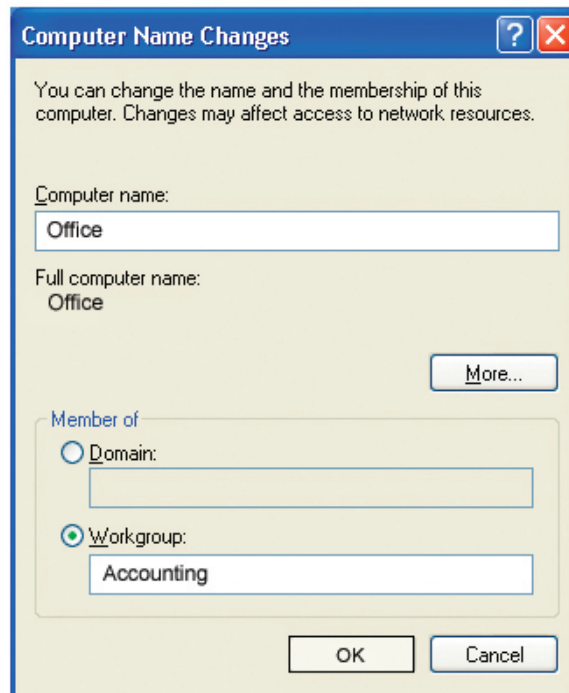 Computer Name Changes
You can change the name and the membership of this
computer. Changes may affect access to network resources.
Computer name:
Office
Full computer name:
Office
More...
Member of
Domain:
Workgroup:
Accounting
OK Cancel